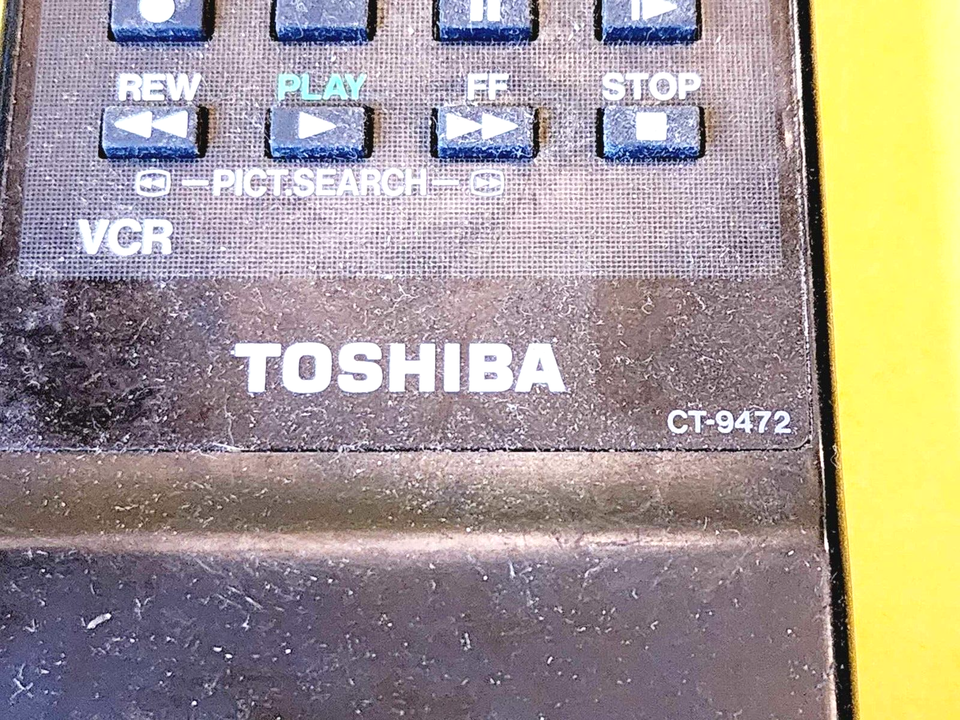 REW PLAY FF STOP
PICT.SEARCH
VCR
TOSHIBA
CT-9472